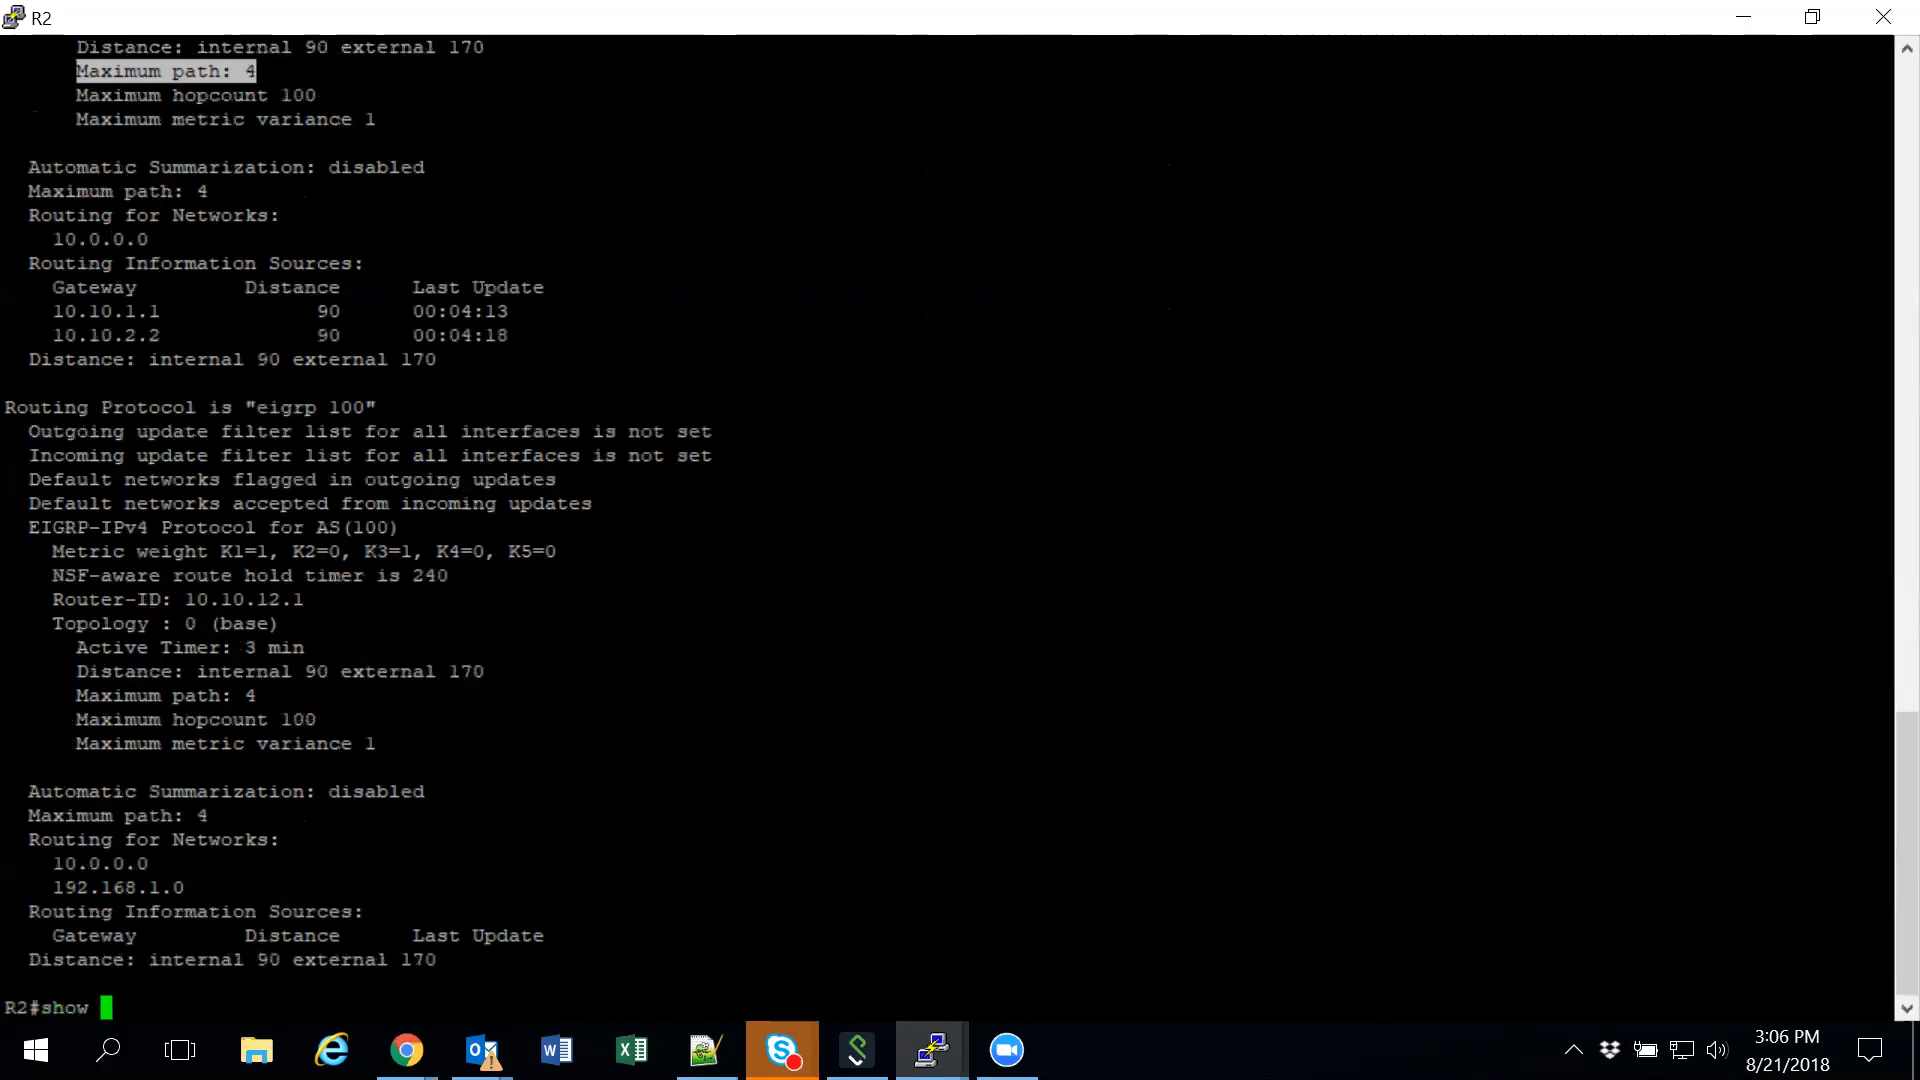 R2
Distance: internal 90 external 170
Maximum path: 4
Maximum hopcount 100
Maximum metric variance 1
Automatic Summarization: disabled
Maximum path: 4
Routing for Networks:
10.0.0.0
Routing Information Sources:
Gateway Distance Last Update
10.10.1.1 90 00:04:13
10.10.2.2 90 00:04:18
Distance: internal 90 external 170
Routing Protocol is "eigrp 100"
Outgoing update filter list for all interfaces is not set
Incoming update filter list for all interfaces is not set
Default networks flagged in outgoing updates
Default networks accepted from incoming updates
EIGRP-IPv4 Protocol for AS(100)
Metric weight K1=1, K2=0, K3=1, K4=0, K5=0
NSF-aware route hold timer is 240
Router-ID: 10.10.12.1
Topology : 0 (base)
Active Timer: 3 min
Distance: internal 90 external 170
Maximum path: 4
Maximum hopcount 100
Maximum metric variance 1
Automatic Summarization: disabled
Maximum path: 4
Routing for Networks:
10.0.0.0
192.168.1.0
Routing Information Sources:
Gateway Distance Last Update
Distance: internal 90 external 170
R2#show
3:06 PM
8/21/2018